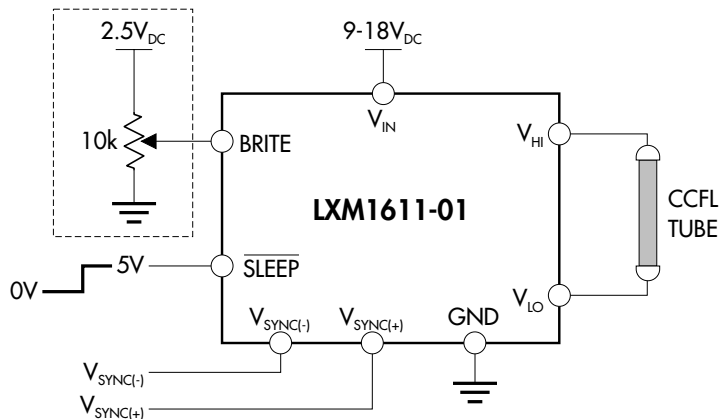 2.5VDC
9-18VDC
10k
BRITE
VIN
VHI
LXM1611-01
CCFL
TUBE
0V
5V
SLEEP
VLO
VSYNC(-)
VSYNC(+)
GND
VSYNC(-)
VSYNC(+)